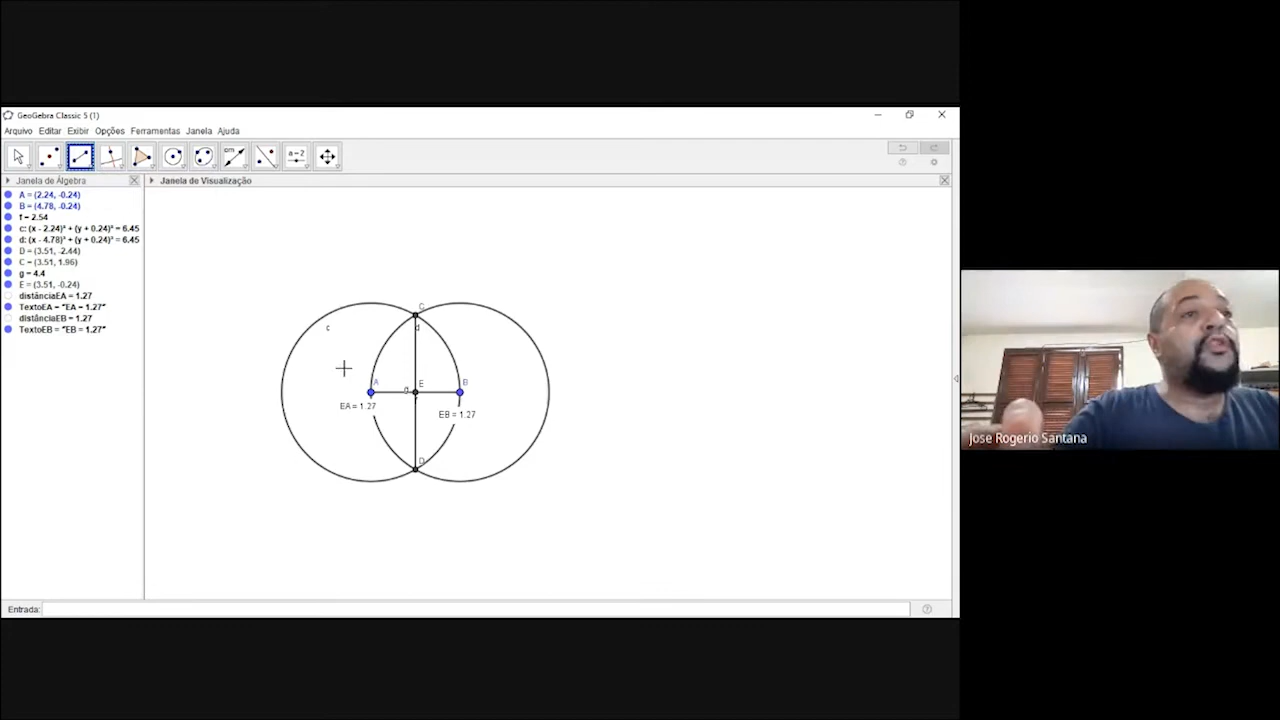 GeoGebra Classic 5 (1)
Arquivo Editar Exibir Opções Ferramentas Janela Ajuda
a=2
Janela de Álgebra
Janela de Visualização
A = (2.24, -0.24)
B = (4.78, -0.24)
f = 2.54
c: (x - 2.24)² + (y + 0.24)² = 6.45
d: (x - 4.78)² + (y + 0.24)² = 6.45
D = (3.51, -2.44)
C = (3.51, 1.96)
g = 4.4
E = (3.51, -0.24)
distânciaEA = 1.27
TextoEA = "EA = 1.27"
distânciaEB = 1.27
TextoEB = "EB = 1.27"
C
c
d
A
g
E
B
f
EA = 1.27
EB = 1.27
D
Entrada:
Jose Rogerio Santana